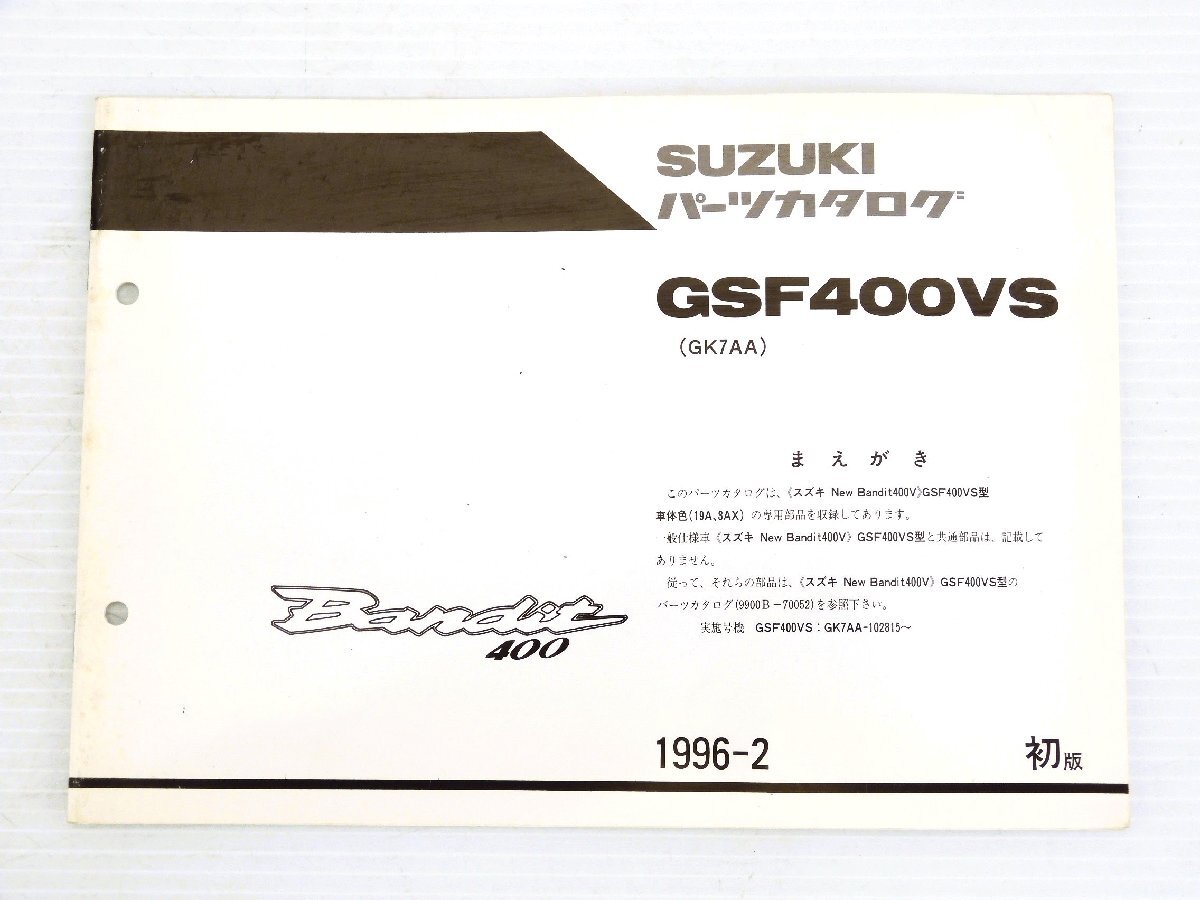 SUZUKI
パーツカタログ
GSF400VS
(GK7AA)
まえがき
このパーツカタログは、《スズキ New Bandit400V》GSF400VS型
車体色(19A、8AX) の専用部品を収録してあります。
一般仕様車《スズキ New Bandit400V》 GSF400VS型と共通部品は、記載して
ありません。
従って、それらの部品は、《スズキ New Bandit400V》 GSF400VS型の
パーツカタログ(9900B-70052)を参照下さい。
実施号機 GSF400VS：GK7AA-102815～
Bandit
400
1996-2
初版